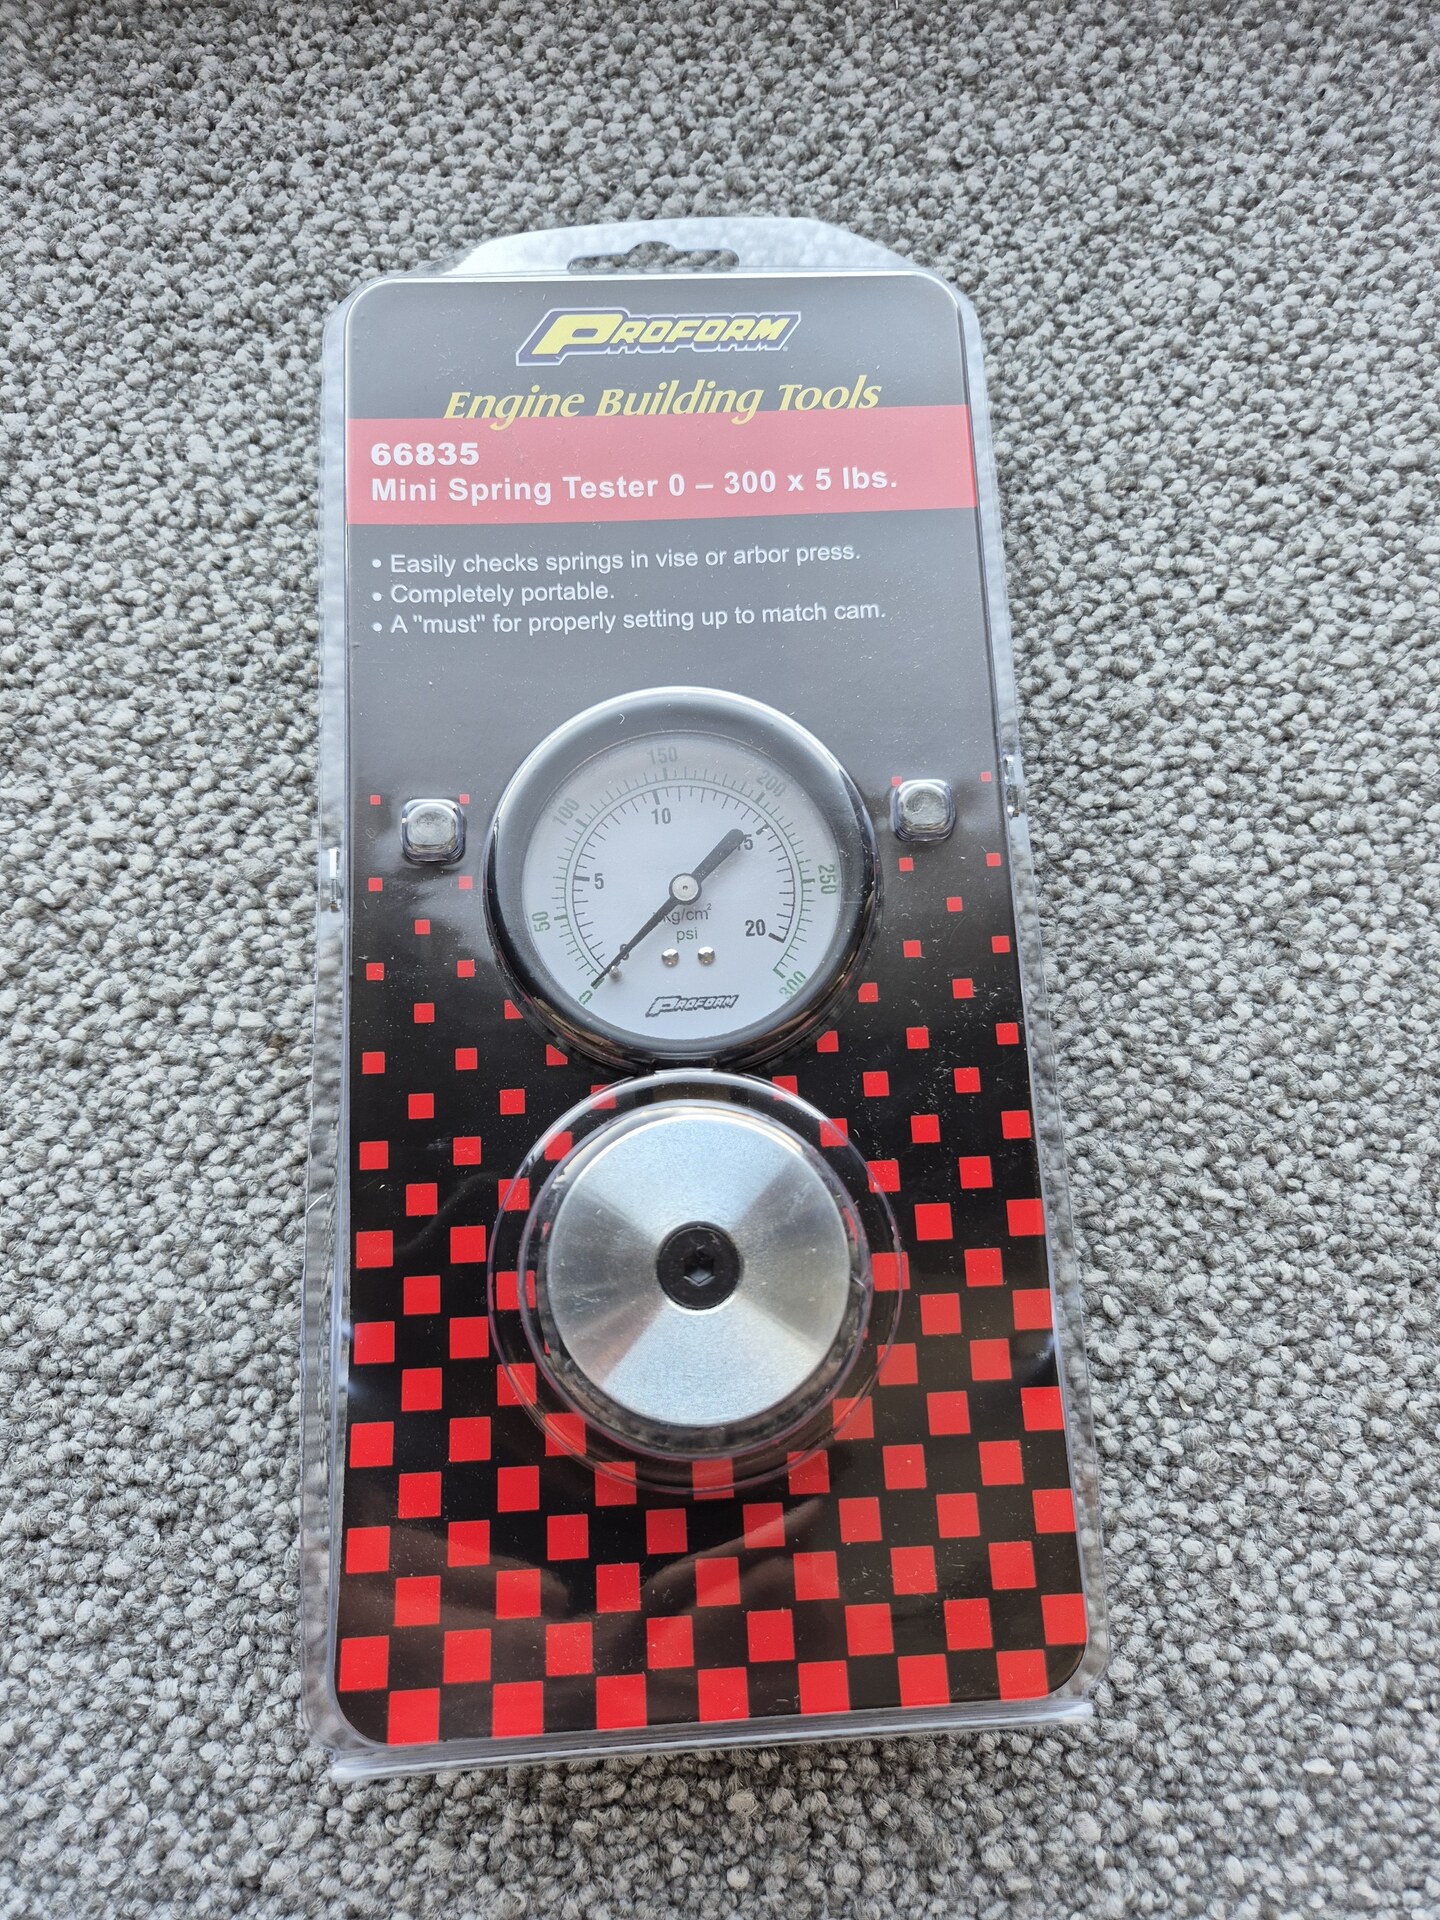 PROFORM
Engine Building Tools
66835
Mini Spring Tester 0 – 300 x 5 lbs.
• Easily checks springs in vise or arbor press.
• Completely portable.
• A "must" for properly setting up to match cam.
150
100
200
10
15
5
250
50
Kg/cm²
20
psi
0
0
300
PROFORM